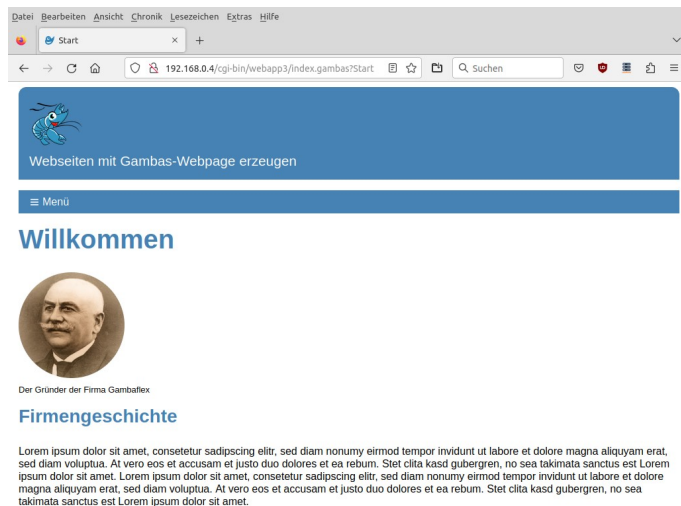 Datei Bearbeiten Ansicht Chronik Lesezeichen Extras Hilfe
Start
192.168.0.4/cgi-bin/webapp3/index.gambas?Start
Suchen
Webseiten mit Gambas-Webpage erzeugen
Menü
Willkommen
Der Gründer der Firma Gambaflex
Firmengeschichte
Lorem ipsum dolor sit amet, consetetur sadipscing elitr, sed diam nonumy eirmod tempor invidunt ut labore et dolore magna aliquyam erat,
sed diam voluptua. At vero eos et accusam et justo duo dolores et ea rebum. Stet clita kasd gubergren, no sea takimata sanctus est Lorem
ipsum dolor sit amet. Lorem ipsum dolor sit amet, consetetur sadipscing elitr, sed diam nonumy eirmod tempor invidunt ut labore et dolore
magna aliquyam erat, sed diam voluptua. At vero eos et accusam et justo duo dolores et ea rebum. Stet clita kasd gubergren, no sea
takimata sanctus est Lorem ipsum dolor sit amet.